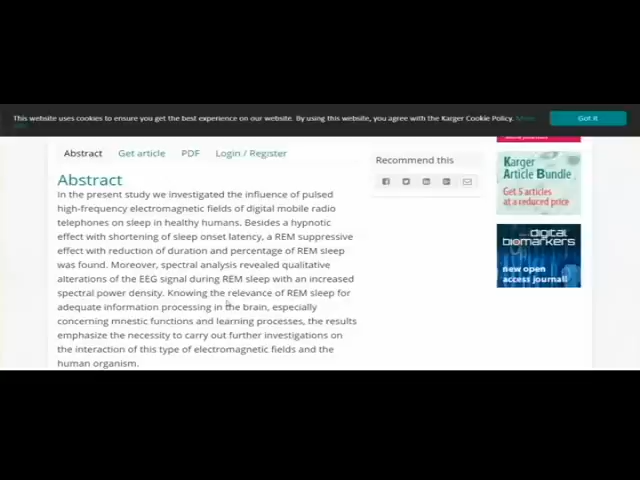 This website uses cookies to ensure you get the best experience on our website. By using this website, you agree with the Karger Cookie Policy. More
Got it
Abstract Get article PDF Login / Register
Recommend this
Abstract
In the present study we investigated the influence of pulsed
high-frequency electromagnetic fields of digital mobile radio
telephones on sleep in healthy humans. Besides a hypnotic
effect with shortening of sleep onset latency, a REM suppressive
effect with reduction of duration and percentage of REM sleep
was found. Moreover, spectral analysis revealed qualitative
alterations of the EEG signal during REM sleep with an increased
spectral power density. Knowing the relevance of REM sleep for
adequate information processing in the brain, especially
concerning mnestic functions and learning processes, the results
emphasize the necessity to carry out further investigations on
the interaction of this type of electromagnetic fields and the
human organism.
Karger
Article Bundle
Get 5 articles
at a reduced price
digital
biomarkers
new open
access journal!